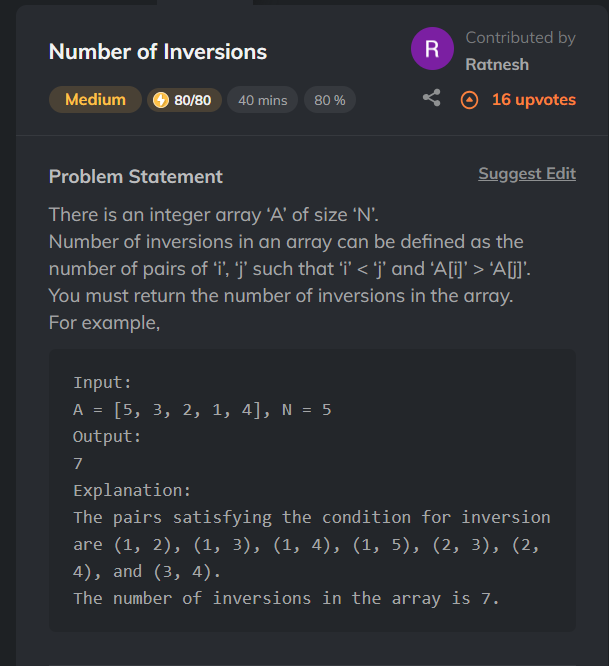 Number of Inversions
R
Contributed by
Ratnesh
Medium
80/80
40 mins
80 %
16 upvotes
Problem Statement
Suggest Edit
There is an integer array ‘A’ of size ‘N’.
Number of inversions in an array can be defined as the
number of pairs of ‘i’, ‘j’ such that ‘i’ < ‘j’ and ‘A[i]’ > ‘A[j]’.
You must return the number of inversions in the array.
For example,
Input:
A = [5, 3, 2, 1, 4], N = 5
Output:
7
Explanation:
The pairs satisfying the condition for inversion
are (1, 2), (1, 3), (1, 4), (1, 5), (2, 3), (2,
4), and (3, 4).
The number of inversions in the array is 7.